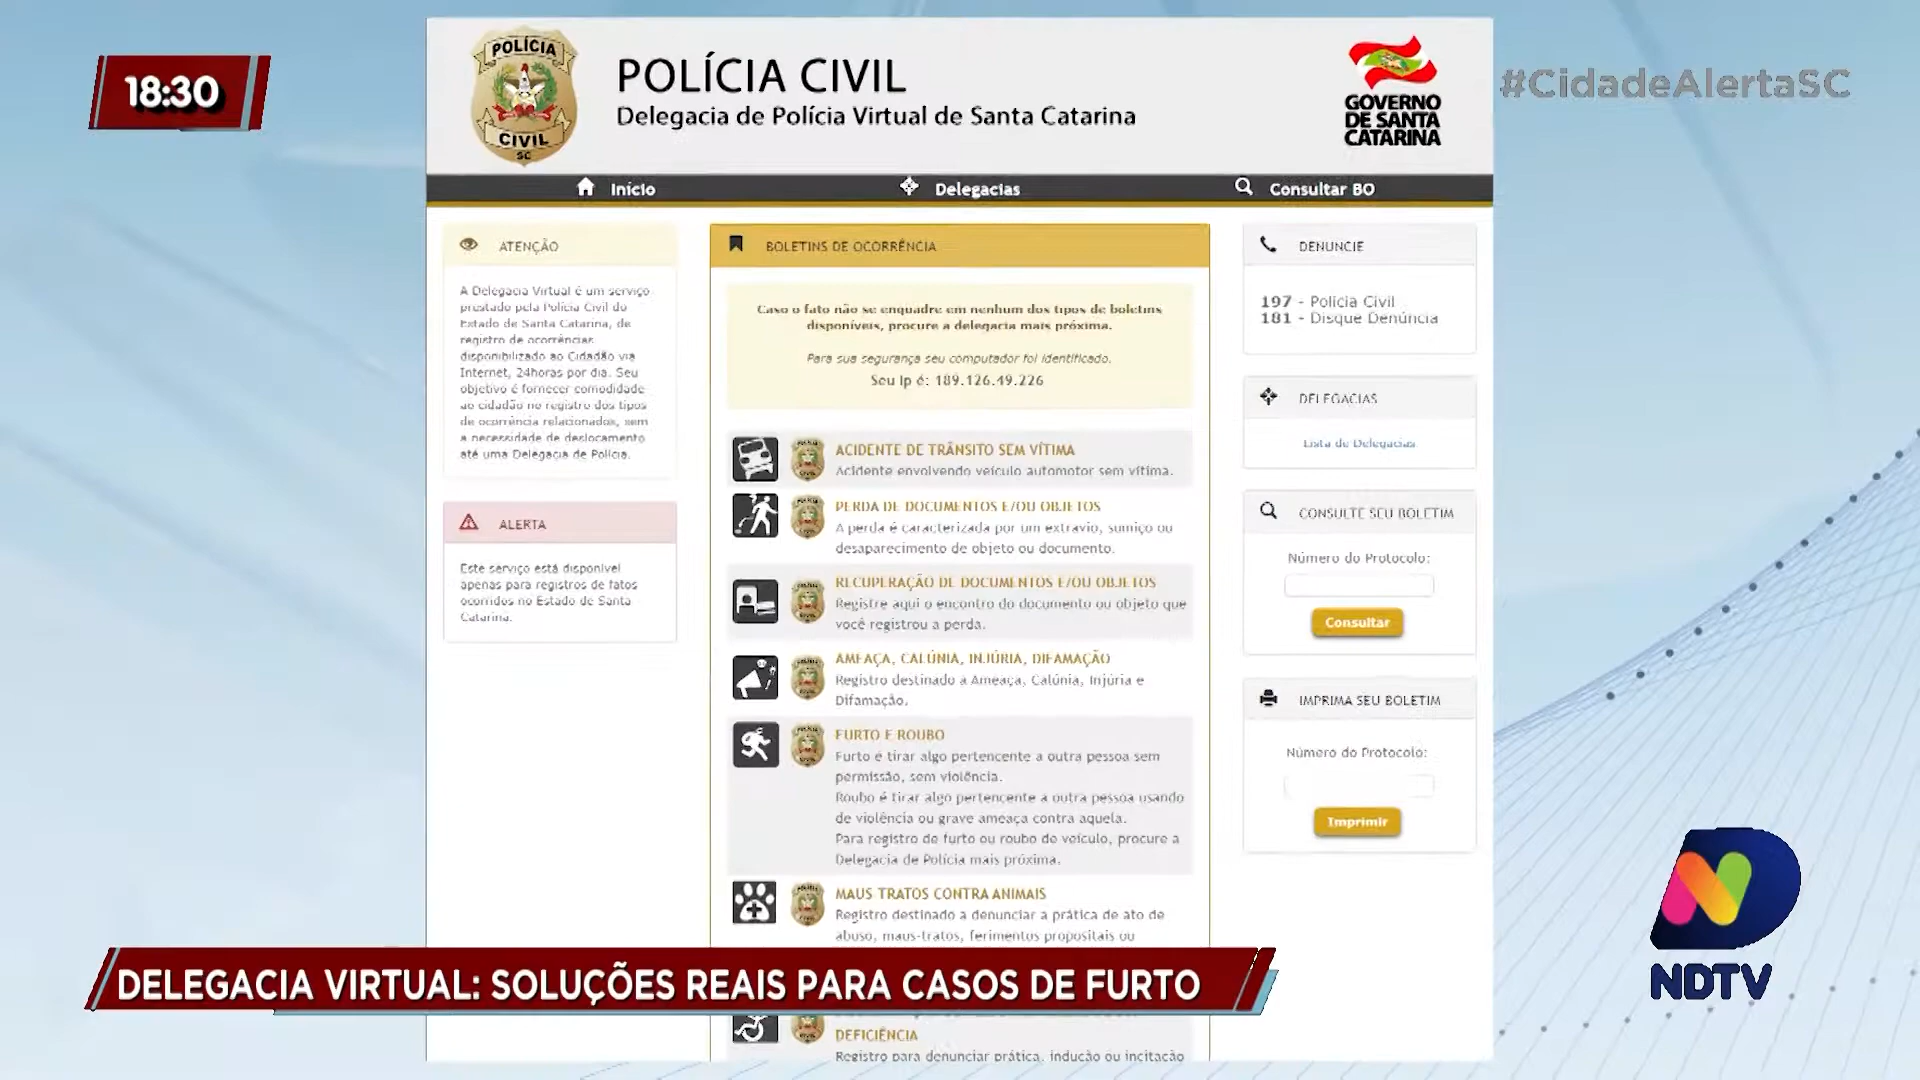 18:30
#CidadeAlertaSC
POLÍCIA
CIVIL
SC
POLÍCIA CIVIL
Delegacia de Polícia Virtual de Santa Catarina
GOVERNO
DE SANTA
CATARINA
Início
Delegacias
Consultar BO
ATENÇÃO
A Delegacia Virtual é um serviço
prestado pela Polícia Civil do
Estado de Santa Catarina, de
registro de ocorrências
disponibilizado ao Cidadão via
Internet, 24horas por dia. Seu
objetivo é fornecer comodidade
ao cidadão no registro dos tipos
de ocorrência relacionados, sem
a necessidade de deslocamento
até uma Delegacia de Polícia.
ALERTA
Este serviço está disponível
apenas para registros de fatos
ocorridos no Estado de Santa
Catarina.
BOLETINS DE OCORRÊNCIA
Caso o fato não se enquadre em nenhum dos tipos de boletins
disponíveis, procure a delegacia mais próxima.
Para sua segurança seu computador foi identificado.
Seu Ip é: 189.126.49.226
ACIDENTE DE TRÂNSITO SEM VÍTIMA
Acidente envolvendo veículo automotor sem vítima.
PERDA DE DOCUMENTOS E/OU OBJETOS
A perda é caracterizada por um extravio, sumiço ou
desaparecimento de objeto ou documento.
RECUPERAÇÃO DE DOCUMENTOS E/OU OBJETOS
Registre aqui o encontro do documento ou objeto que
você registrou a perda.
AMEAÇA, CALÚNIA, INJÚRIA, DIFAMAÇÃO
Registro destinado a Ameaça, Calúnia, Injúria e
Difamação.
FURTO E ROUBO
Furto é tirar algo pertencente a outra pessoa sem
permissão, sem violência.
Roubo é tirar algo pertencente a outra pessoa usando
de violência ou grave ameaça contra aquela.
Para registro de furto ou roubo de veículo, procure a
Delegacia de Polícia mais próxima.
MAUS TRATOS CONTRA ANIMAIS
Registro destinado a denunciar a prática de ato de
abuso, maus-tratos, ferimentos propositais ou
DEFICIÊNCIA
Registro para denunciar prática, indução ou incitação
DENUNCIE
197 - Polícia Civil
181 - Disque Denúncia
DELEGACIAS
Lista de Delegacias
CONSULTE SEU BOLETIM
Número do Protocolo:
Consultar
IMPRIMA SEU BOLETIM
Número do Protocolo:
Imprimir
DELEGACIA VIRTUAL: SOLUÇÕES REAIS PARA CASOS DE FURTO
NDTV